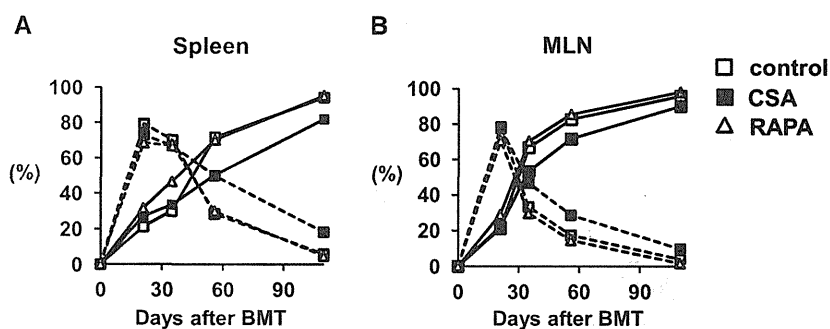 A
Spleen
100
80
60
(%)
40
20
0
0 30 60 90
Days after BMT
B
MLN
100
80
60
(%)
40
20
0
0 30 60 90
Days after BMT
control
CSA
RAPA